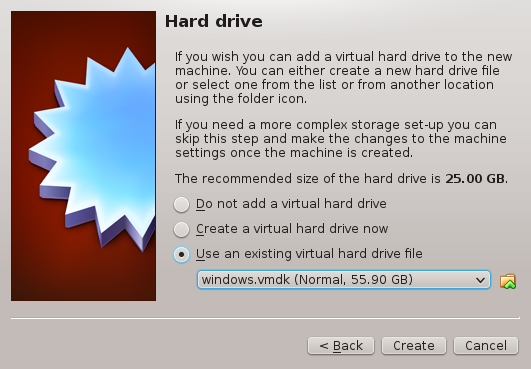 Hard drive
If you wish you can add a virtual hard drive to the new
machine. You can either create a new hard drive file
or select one from the list or from another location
using the folder icon.
If you need a more complex storage set-up you can
skip this step and make the changes to the machine
settings once the machine is created.
The recommended size of the hard drive is 25.00 GB.
Do not add a virtual hard drive
Create a virtual hard drive now
Use an existing virtual hard drive file
windows.vmdk (Normal, 55.90 GB)
< Back Create Cancel